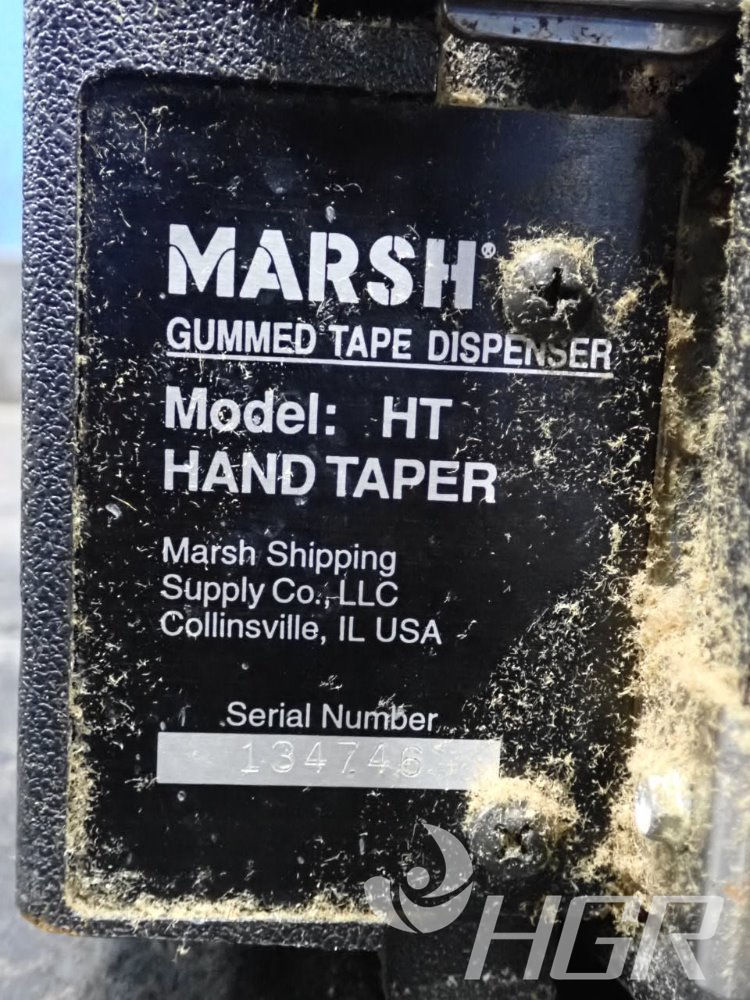 MARSH®
GUMMED TAPE DISPENSER
Model: HT
HAND TAPER
Marsh Shipping
Supply Co., LLC
Collinsville, IL USA
Serial Number
134746
HGR